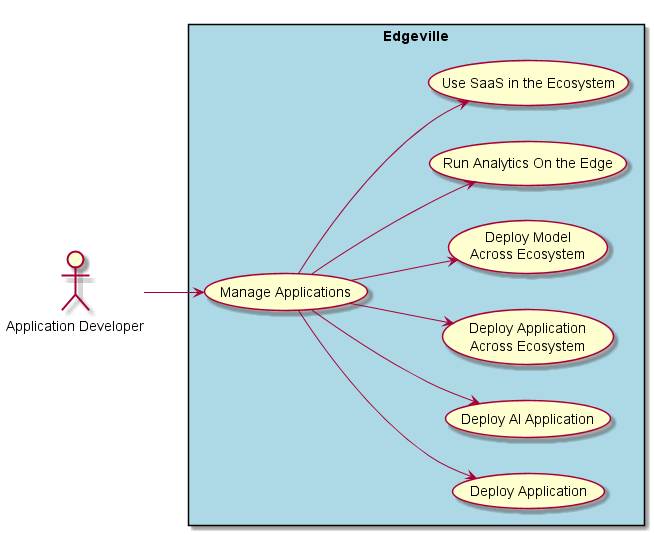 Edgeville
Use SaaS in the Ecosystem
Run Analytics On the Edge
Deploy Model
Across Ecosystem
Manage Applications
Application Developer
Deploy Application
Across Ecosystem
Deploy AI Application
Deploy Application